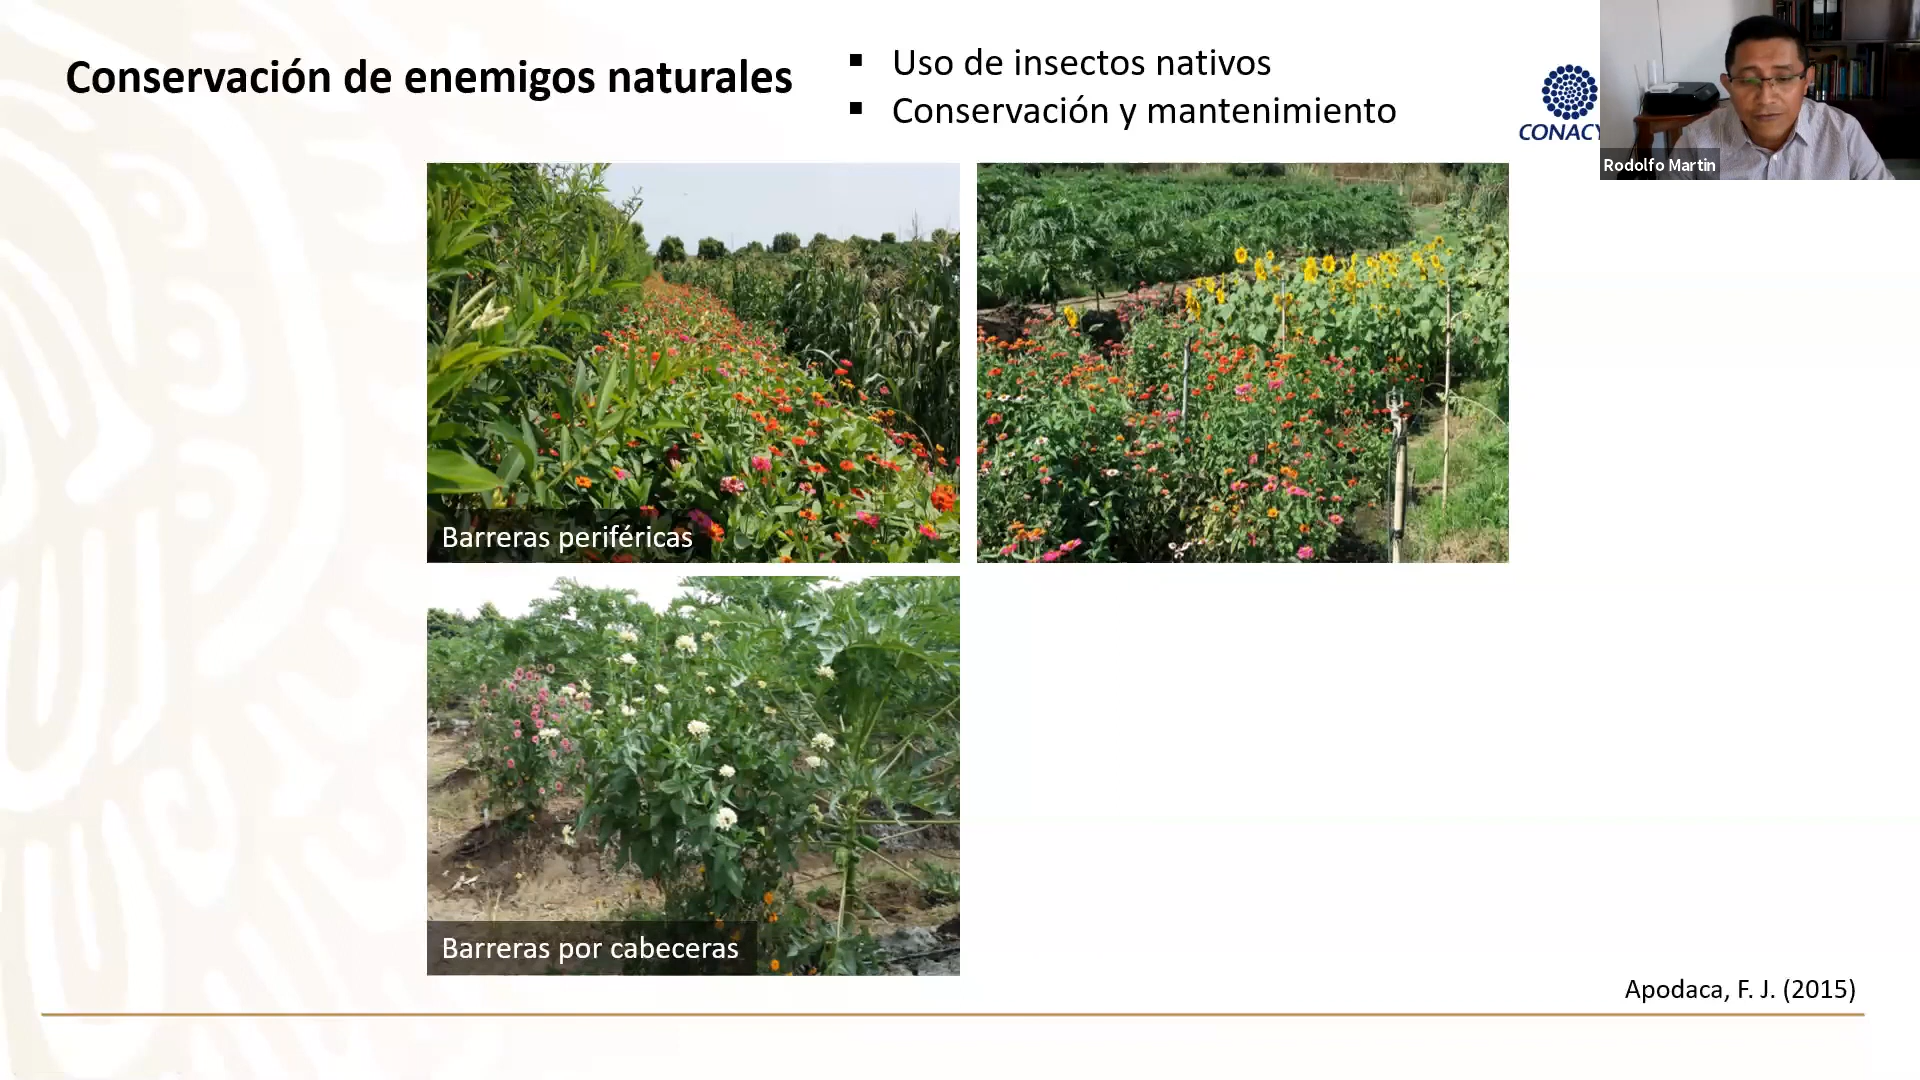 Conservación de enemigos naturales
▪ Uso de insectos nativos
▪ Conservación y mantenimiento
CONACY
Rodolfo Martin
Barreras periféricas
Barreras por cabeceras
Apodaca, F. J. (2015)